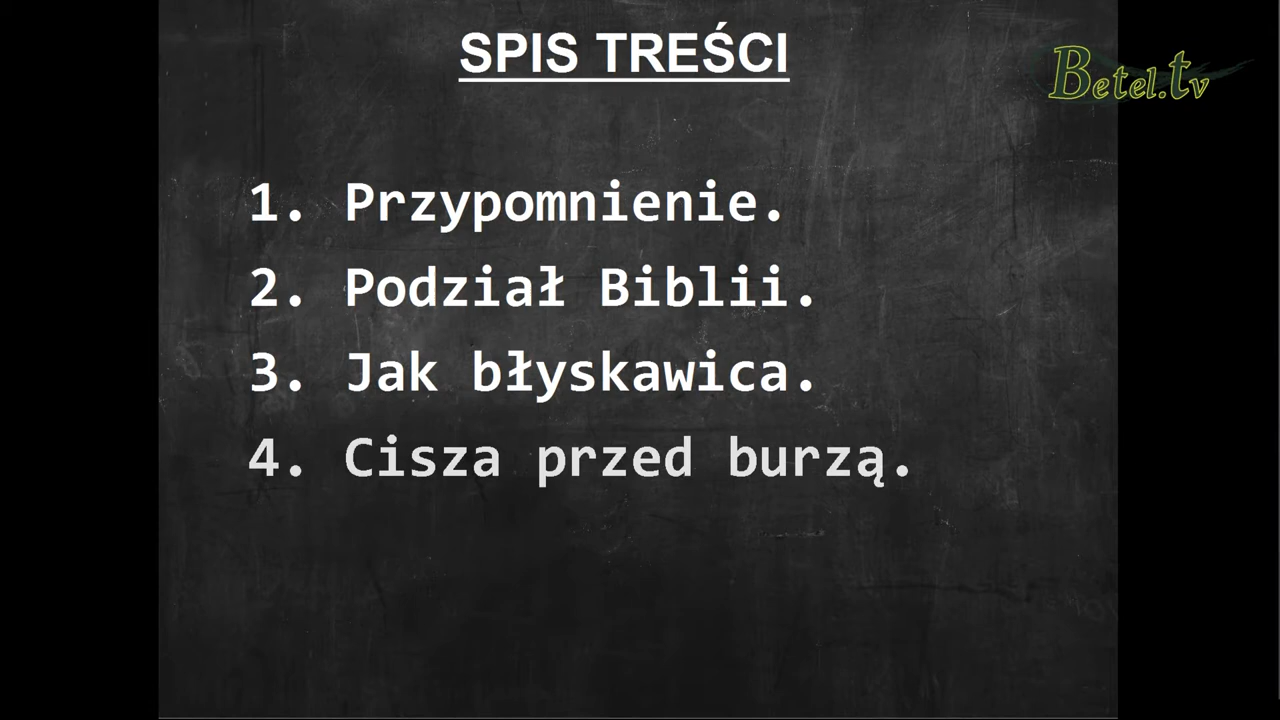 SPIS TREŚCI
Betel.tv
1. Przypomnienie.
2. Podział Biblii.
3. Jak błyskawica.
4. Cisza przed burzą.